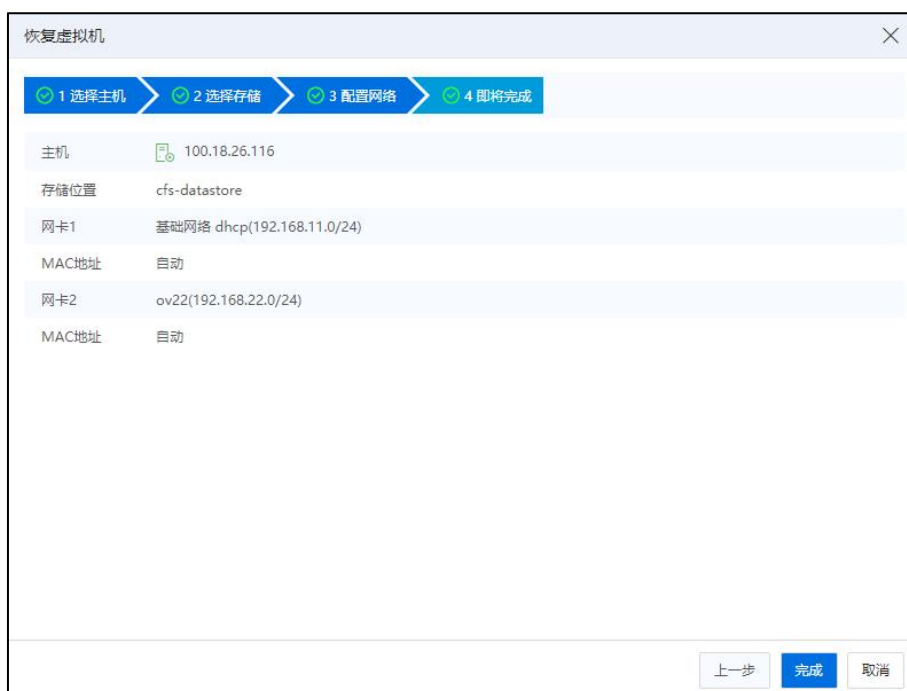 恢复虚拟机
1 选择主机 2 选择存储 3 配置网络 4 即将完成
主机 100.18.26.116
存储位置 cfs-datastore
网卡1 基础网络 dhcp(192.168.11.0/24)
MAC地址 自动
网卡2 ov22(192.168.22.0/24)
MAC地址 自动
上一步 完成 取消